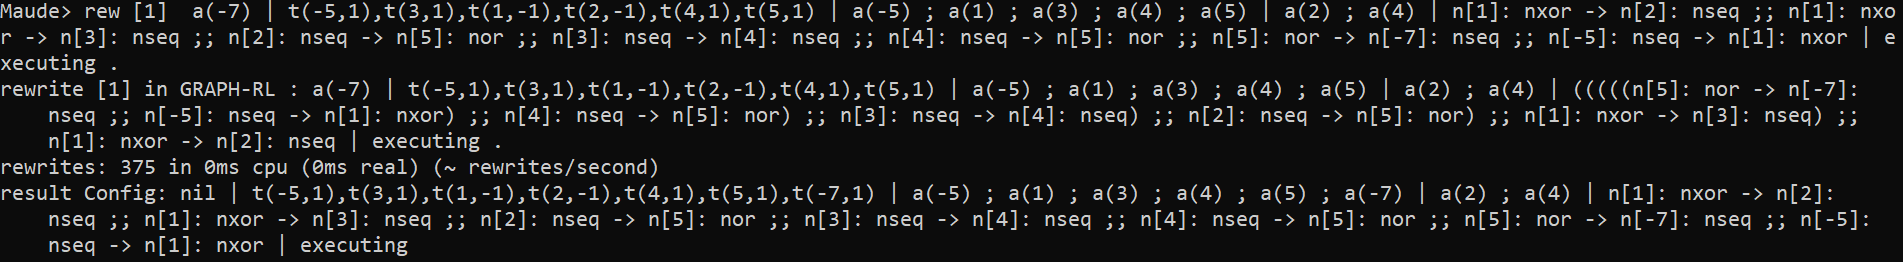 Maude> rew [1]  a(-7) | t(-5,1),t(3,1),t(1,-1),t(2,-1),t(4,1),t(5,1) | a(-5) ; a(1) ; a(3) ; a(4) ; a(5) | a(2) ; a(4) | n[1]: nxor -> n[2]: nseq ;; n[1]: nxo
r -> n[3]: nseq ;; n[2]: nseq -> n[5]: nor ;; n[3]: nseq -> n[4]: nseq ;; n[4]: nseq -> n[5]: nor ;; n[5]: nor -> n[-7]: nseq ;; n[-5]: nseq -> n[1]: nxor | e
xecuting .
rewrite [1] in GRAPH-RL : a(-7) | t(-5,1),t(3,1),t(1,-1),t(2,-1),t(4,1),t(5,1) | a(-5) ; a(1) ; a(3) ; a(4) ; a(5) | a(2) ; a(4) | (((((n[5]: nor -> n[-7]:
nseq ;; n[-5]: nseq -> n[1]: nxor) ;; n[4]: nseq -> n[5]: nor) ;; n[3]: nseq -> n[4]: nseq) ;; n[2]: nseq -> n[5]: nor) ;; n[1]: nxor -> n[3]: nseq) ;;
n[1]: nxor -> n[2]: nseq | executing .
rewrites: 375 in 0ms cpu (0ms real) (~ rewrites/second)
result Config: nil | t(-5,1),t(3,1),t(1,-1),t(2,-1),t(4,1),t(5,1),t(-7,1) | a(-5) ; a(1) ; a(3) ; a(4) ; a(5) ; a(-7) | a(2) ; a(4) | n[1]: nxor -> n[2]:
nseq ;; n[1]: nxor -> n[3]: nseq ;; n[2]: nseq -> n[5]: nor ;; n[3]: nseq -> n[4]: nseq ;; n[4]: nseq -> n[5]: nor ;; n[5]: nor -> n[-7]: nseq ;; n[-5]:
nseq -> n[1]: nxor | executing